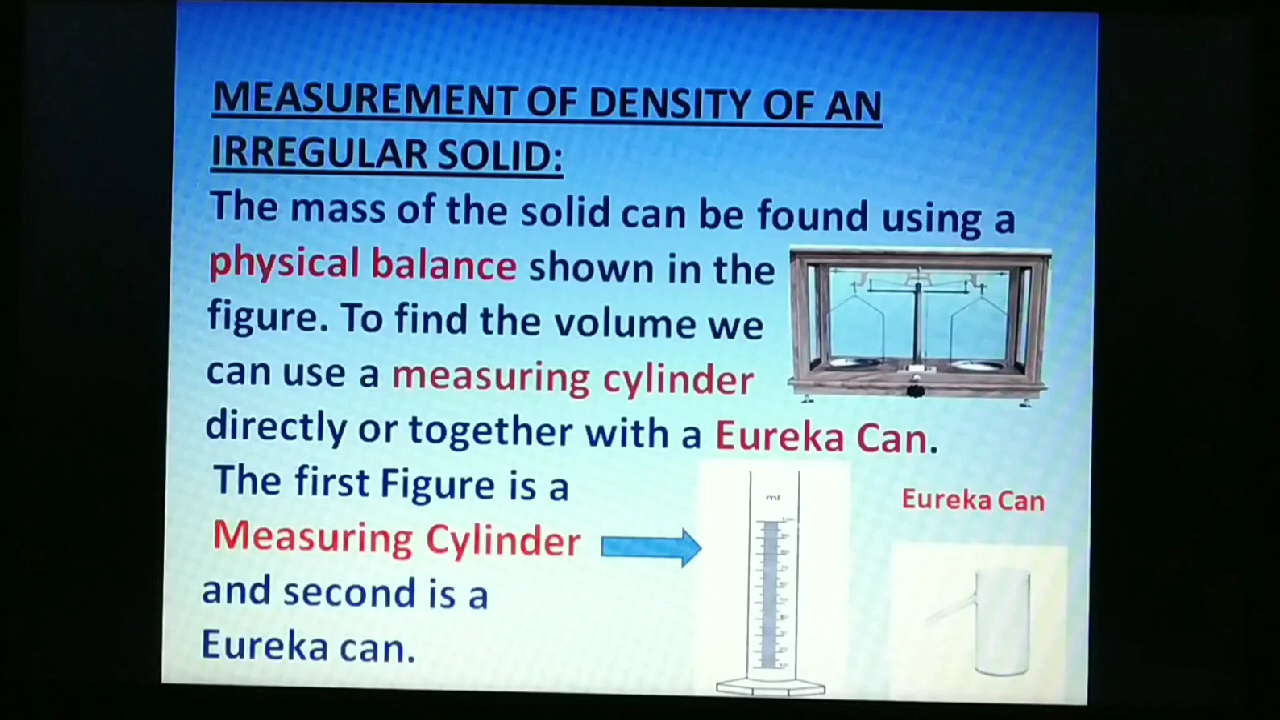 MEASUREMENT OF DENSITY OF AN
IRREGULAR SOLID:
The mass of the solid can be found using a
physical balance shown in the
figure. To find the volume we
can use a measuring cylinder
directly or together with a Eureka Can.
The first Figure is a
Measuring Cylinder
and second is a
Eureka can.
ml
Eureka Can